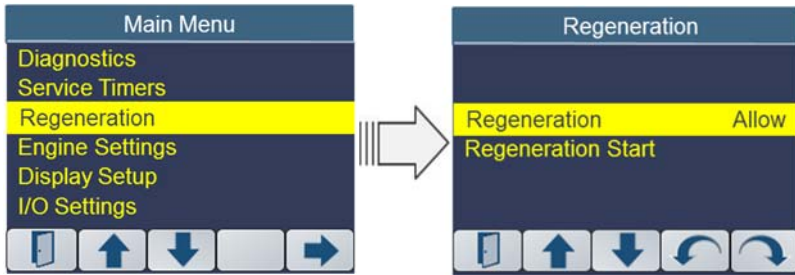 Main Menu
Diagnostics
Service Timers
Regeneration
Engine Settings
Display Setup
I/O Settings
Regeneration
Regeneration Allow
Regeneration Start